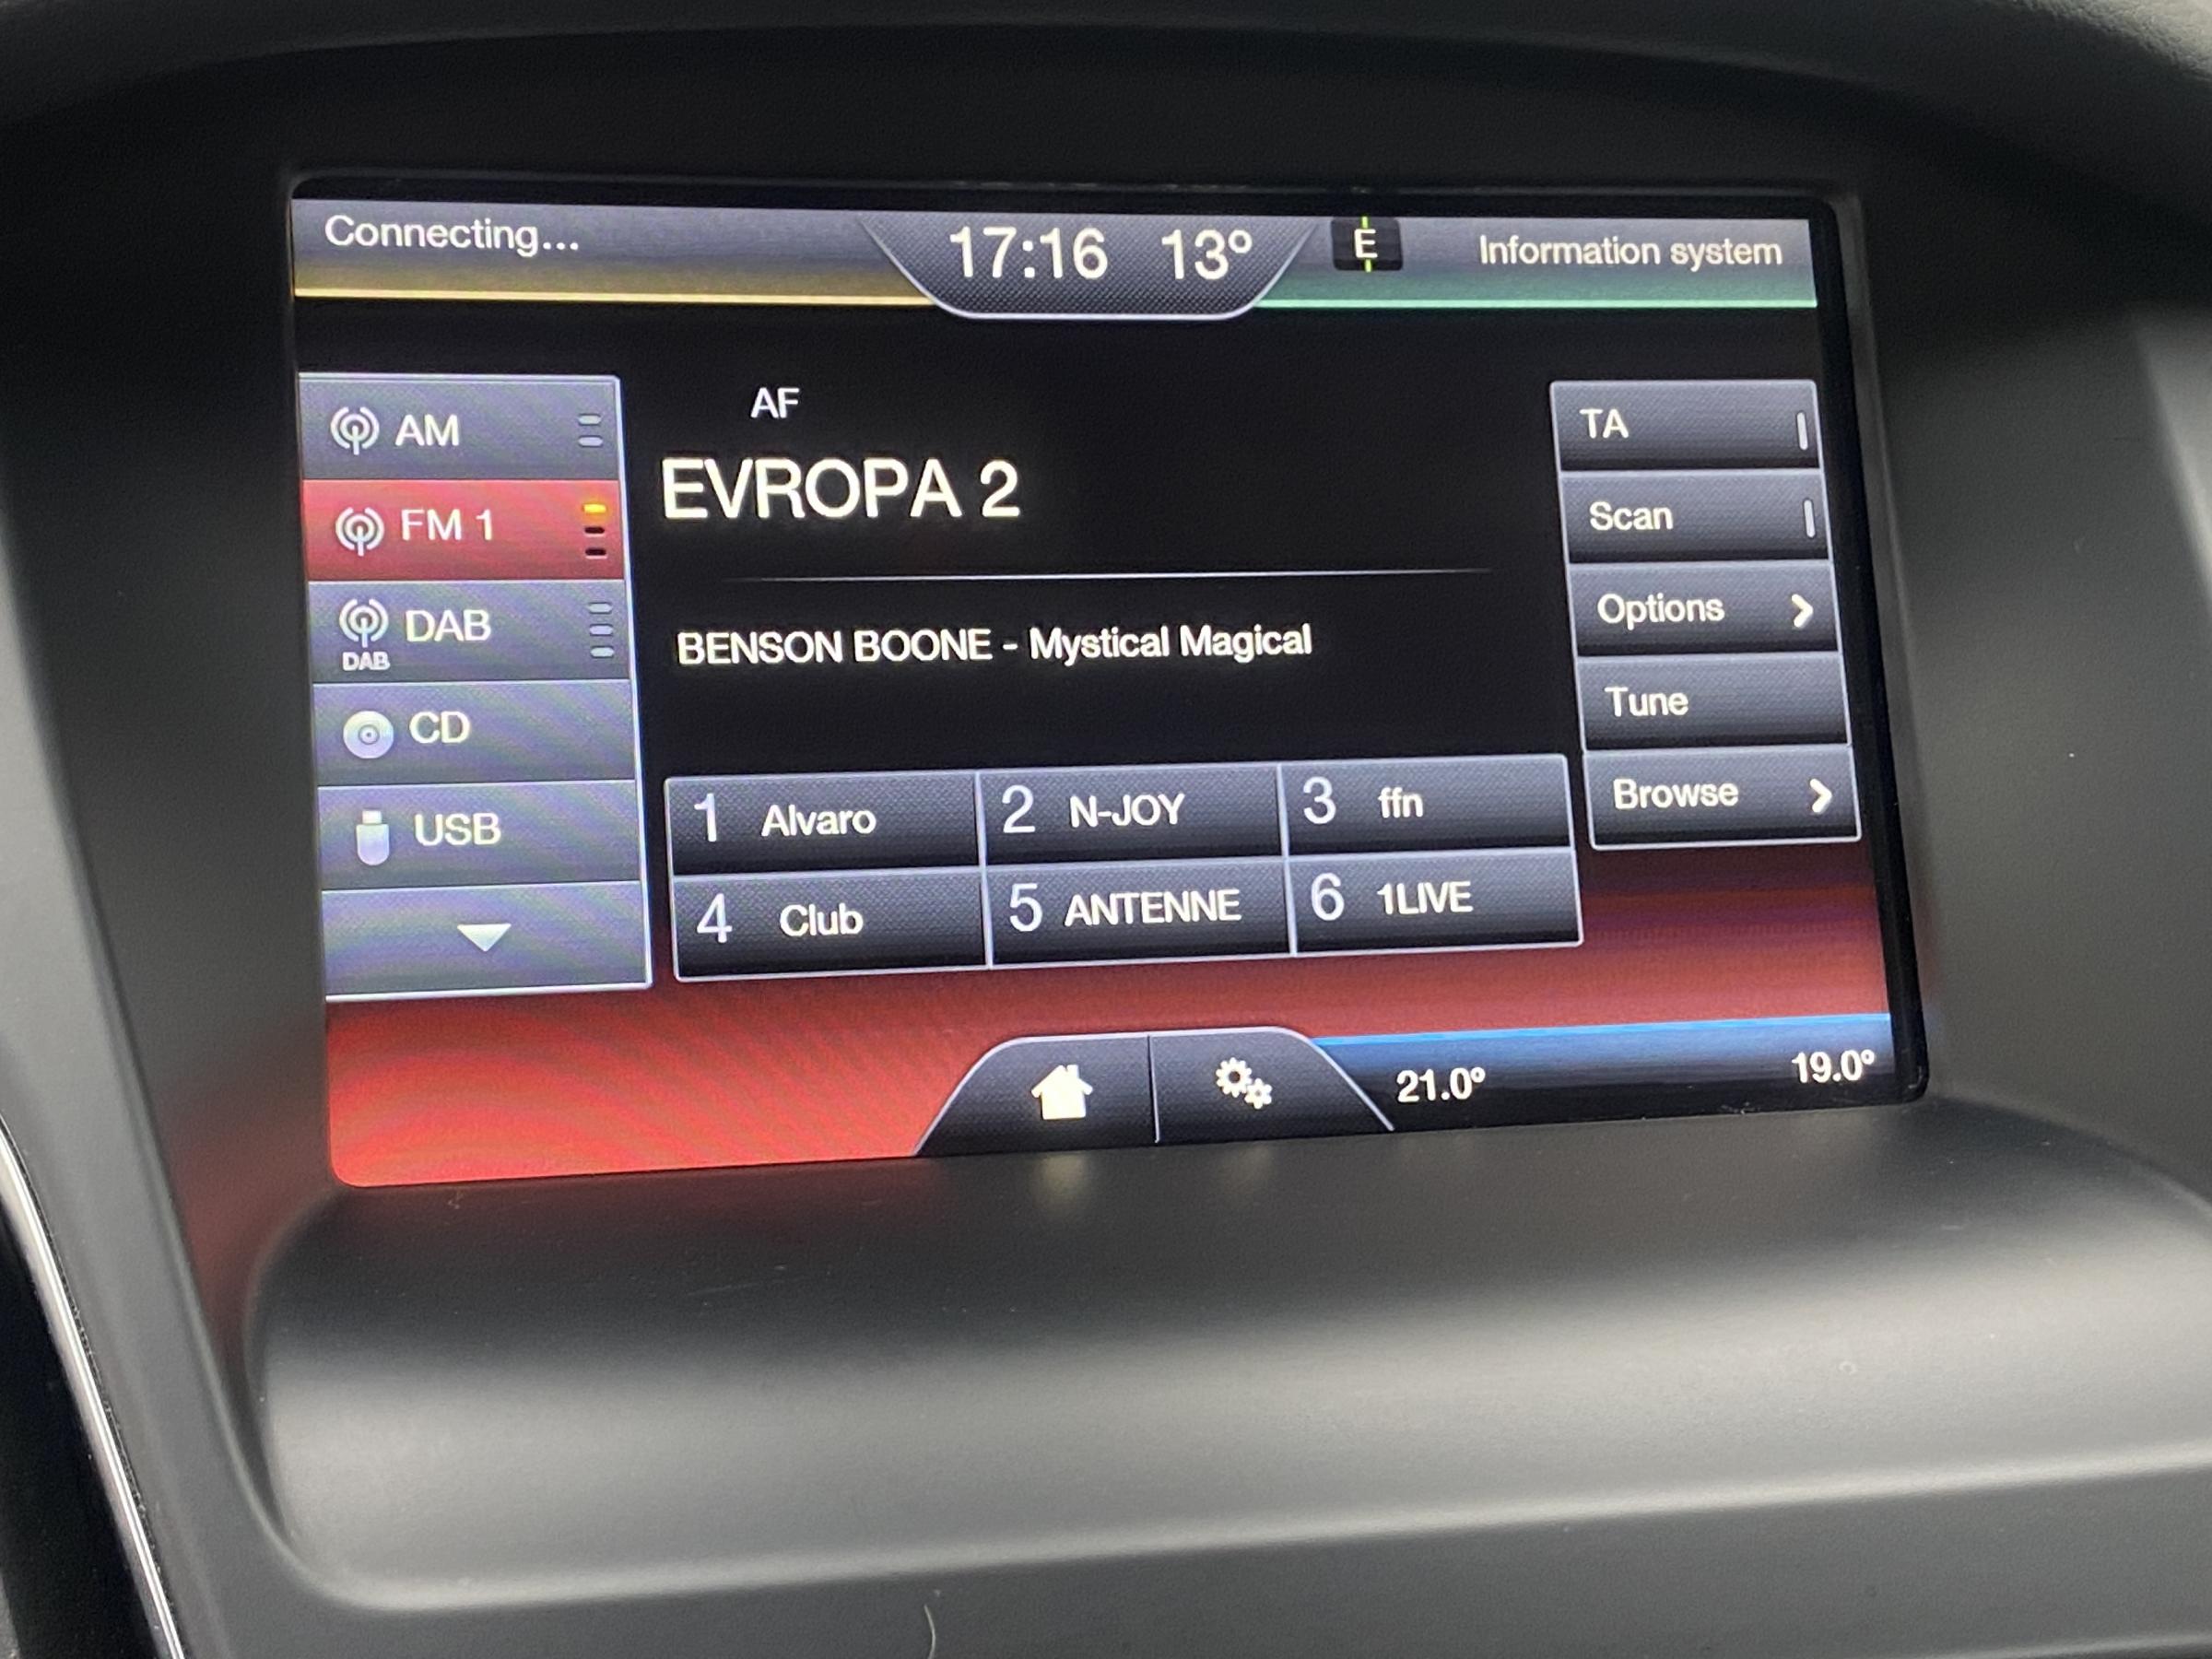 Connecting...
17:16 13°
E
Information system
AM
FM 1
DAB
DAB
CD
USB
AF
EVROPA 2
BENSON BOONE - Mystical Magical
1 Alvaro
2 N-JOY
3 ffn
4 Club
5 ANTENNE
6 1LIVE
TA
Scan
Options
Tune
Browse
21.0°
19.0°